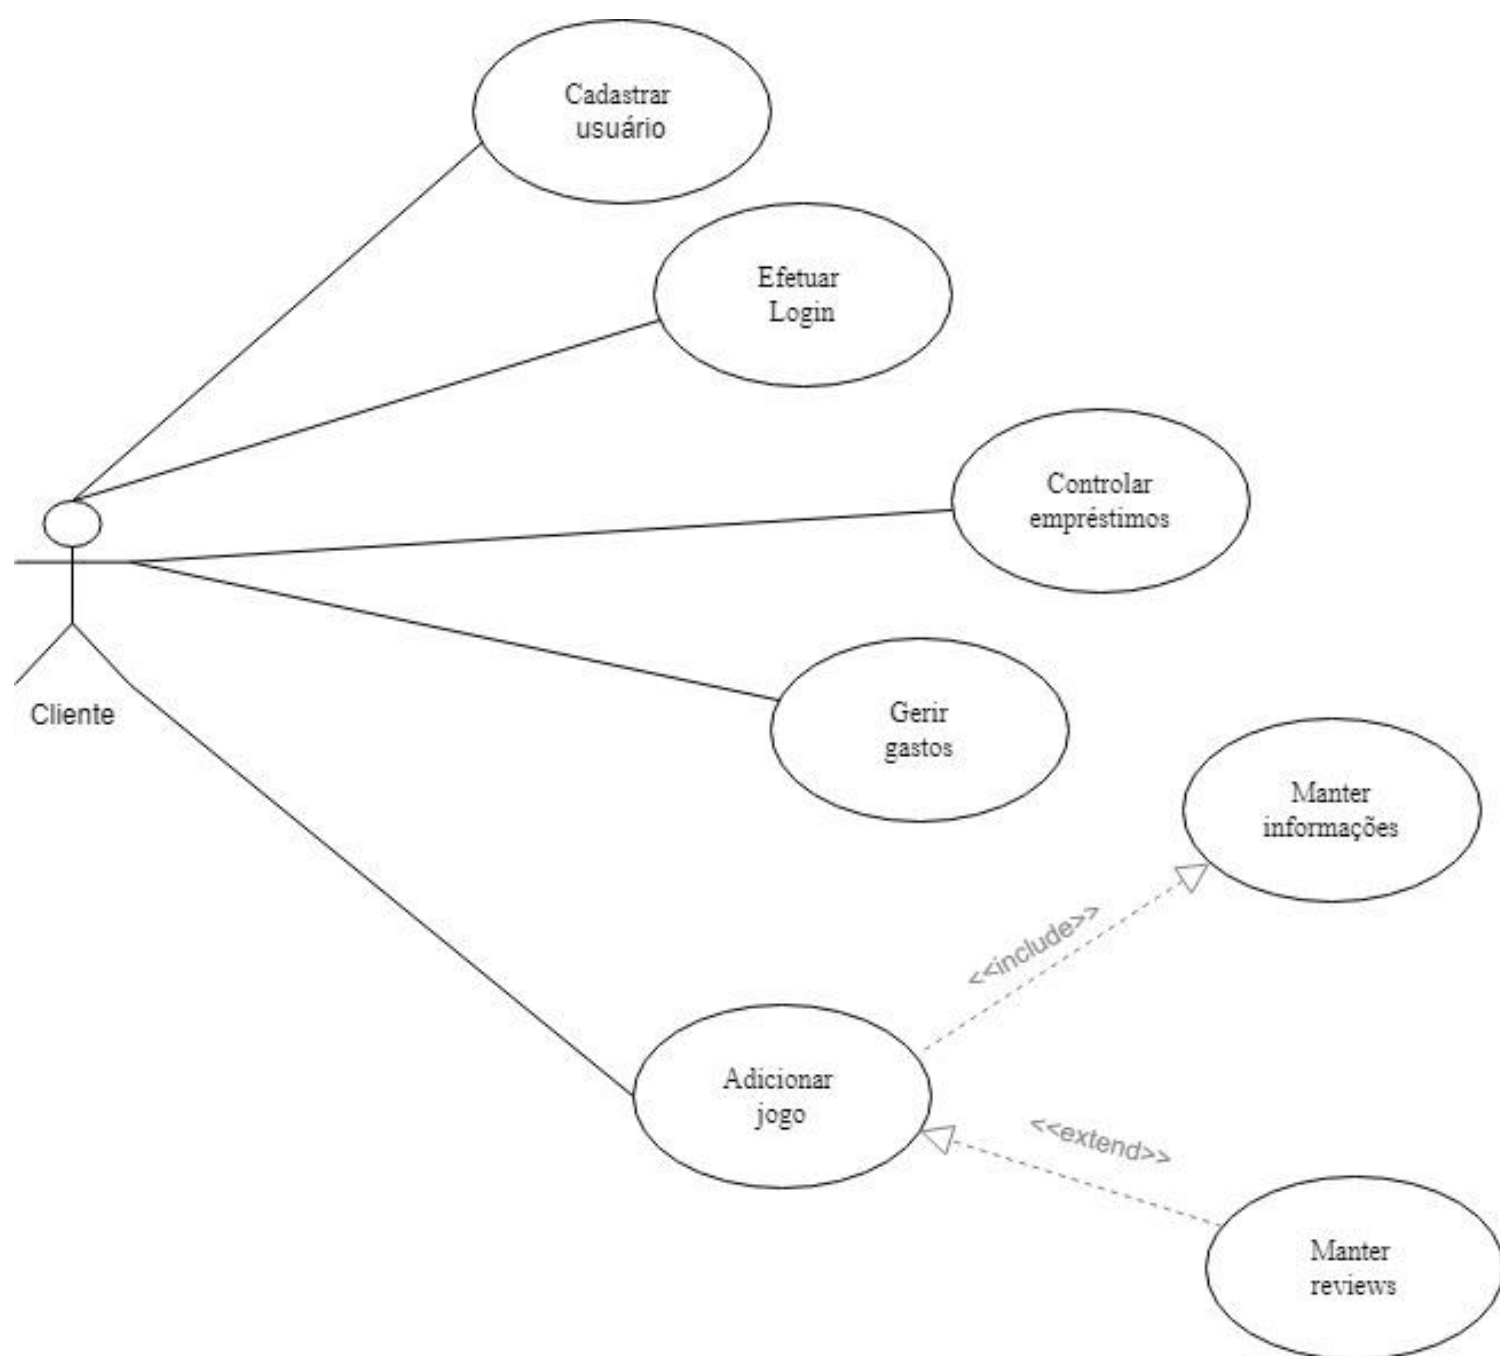 Cadastrar
usuário
Efetuar
Login
Controlar
empréstimos
Cliente
Gerir
gastos
Manter
informações
<<include>>
Adicionar
jogo
<<extend>>
Manter
reviews